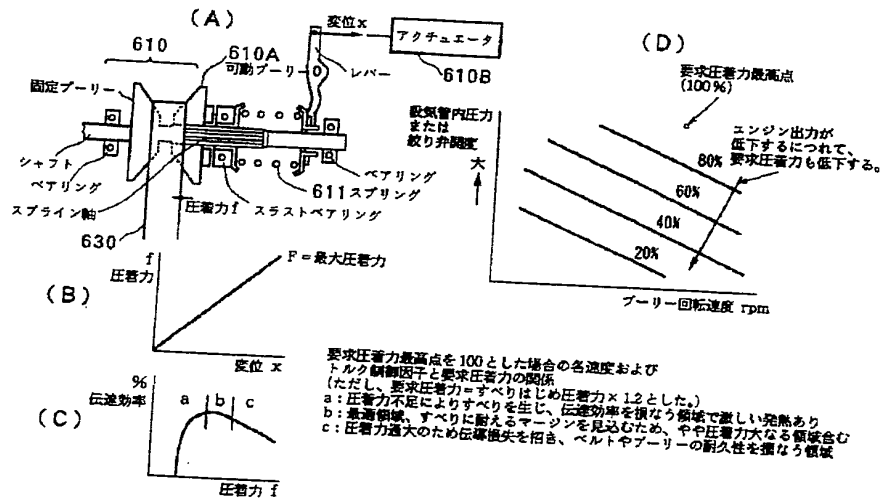 (A)
変位x
アクチュエータ
610B
レバー
610
610A
可動プーリー
固定プーリー
シャフト
ベアリング
スプライン軸
630
圧着力f
スラストベアリング
611 スプリング
ベアリング
(D)
要求圧着力最高点
(100%)
吸気管内圧力
または
絞り弁開度
大
エンジン出力が
低下するにつれて、
要求圧着力も低下する。
80%
60%
40%
20%
プーリー回転速度 rpm
(B)
f
圧着力
F=最大圧着力
変位 x
(C)
%
伝達効率
a
b
c
圧着力 f
要求圧着力最高点を100とした場合の各速度および
トルク制御因子と要求圧着力の関係
(ただし、要求圧着力=すべりはじめ圧着力×1.2とした。)
a:圧着力不足によりすべりを生じ、伝達効率を損なう領域で激しい発熱あり
b:最適領域、すべりに耐えるマージンを見込むため、やや圧着力大なる領域含む
c:圧着力過大のため伝導損失を招き、ベルトやプーリーの耐久性を損なう領域